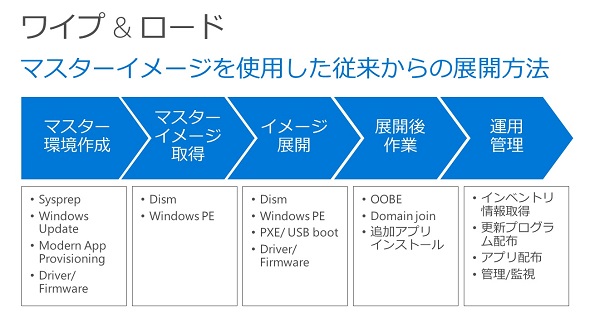 ワイプ & ロード
マスターイメージを使用した従来からの展開方法
マスター
環境作成
マスター
イメージ
取得
イメージ
展開
展開後
作業
運用
管理
• Sysprep
• Windows
Update
• Modern App
Provisioning
• Driver/
Firmware
• Dism
• Windows PE
• Dism
• Windows PE
• PXE/ USB boot
• Driver/
Firmware
• OOBE
• Domain join
• 追加アプリ
インストール
• インベントリ
情報取得
• 更新プログラ
ム配布
• アプリ配布
• 管理/監視